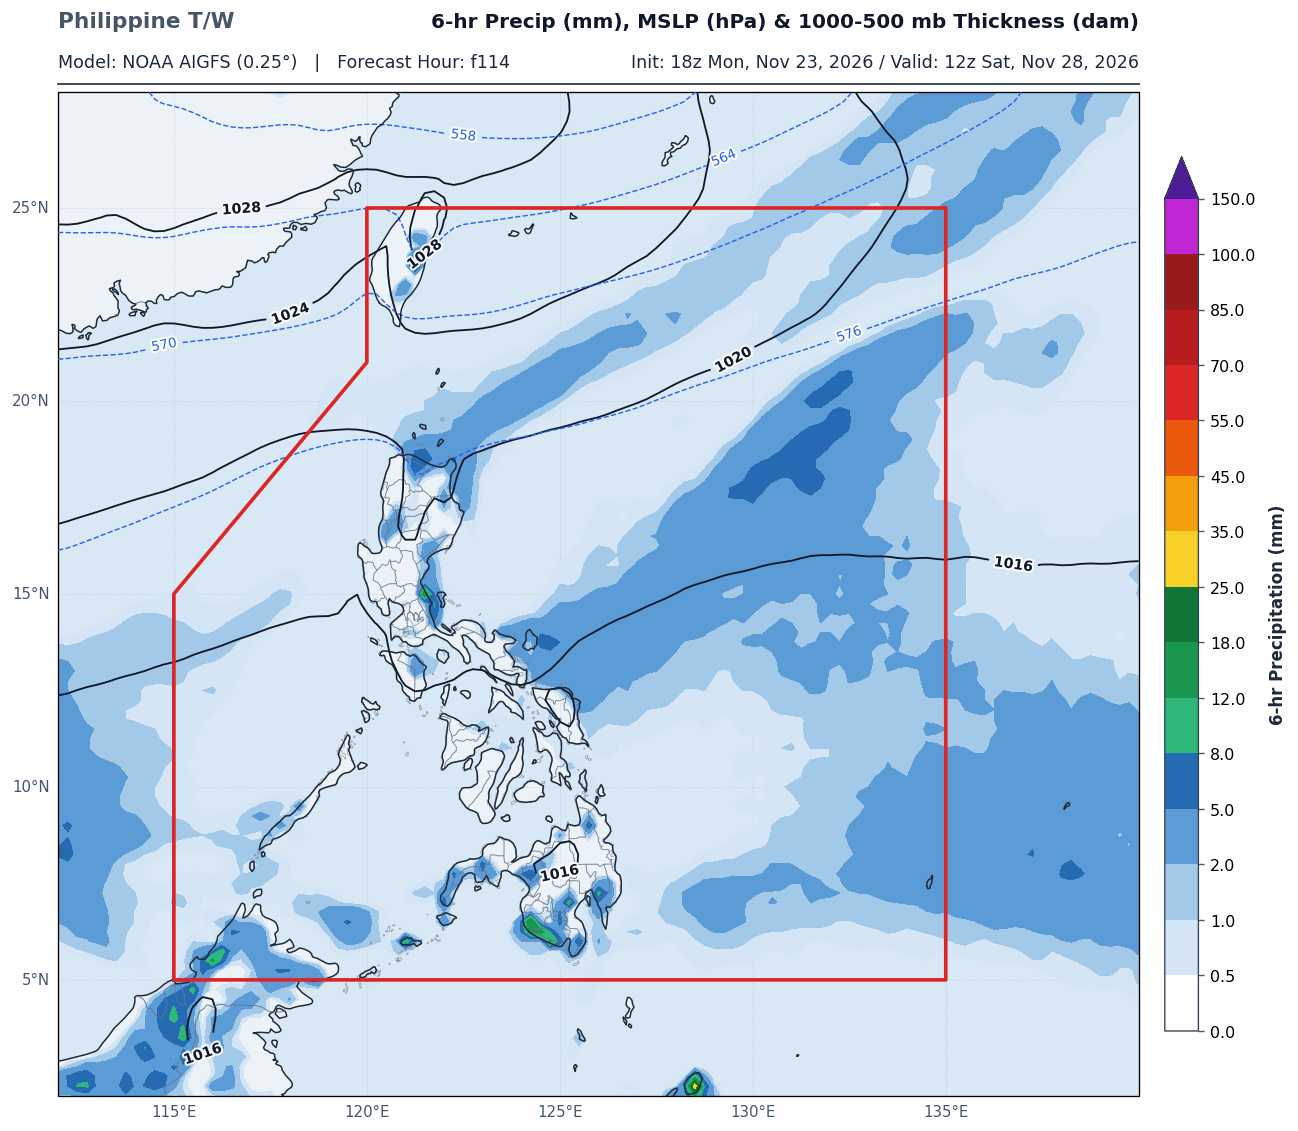 Philippine T/W
6-hr Precip (mm), MSLP (hPa) & 1000-500 mb Thickness (dam)
Model: NOAA AIGFS (0.25°) | Forecast Hour: f114
Init: 18z Mon, Nov 23, 2026 / Valid: 12z Sat, Nov 28, 2026
558
564
1028
1028
1024
570
576
1020
1016
1016
1016
25°N
20°N
15°N
10°N
5°N
115°E
120°E
125°E
130°E
135°E
150.0
100.0
85.0
70.0
55.0
45.0
35.0
25.0
18.0
12.0
8.0
5.0
2.0
1.0
0.5
0.0
6-hr Precipitation (mm)